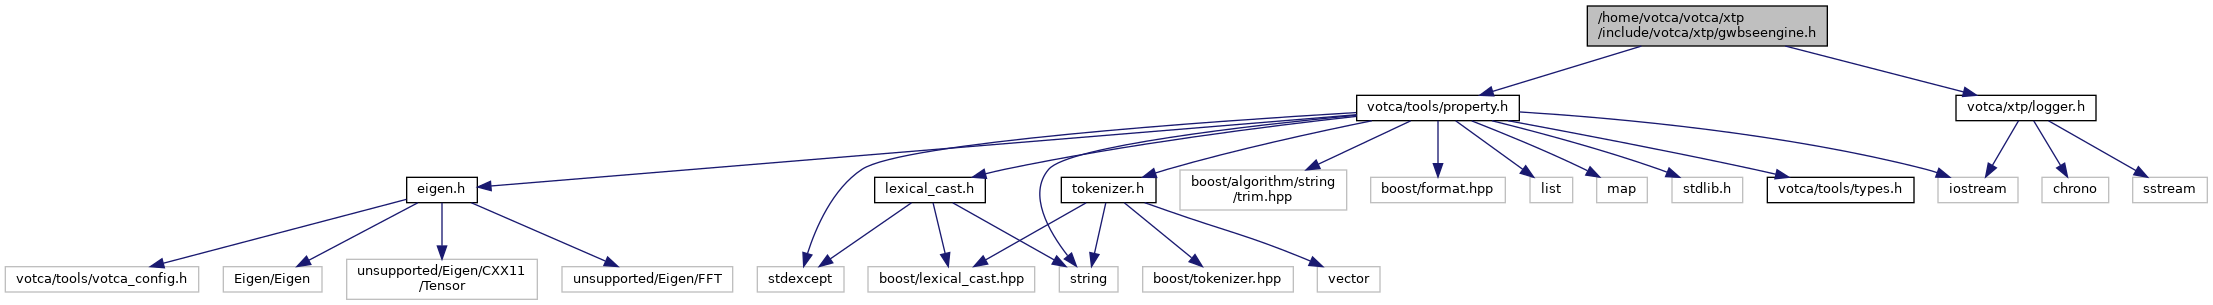 /home/votca/votca/xtp
/include/votca/xtp/gwbseengine.h
votca/tools/property.h
votca/xtp/logger.h
eigen.h
lexical_cast.h
tokenizer.h
boost/algorithm/string
/trim.hpp
boost/format.hpp
list
map
stdlib.h
votca/tools/types.h
iostream
chrono
sstream
votca/tools/votca_config.h
Eigen/Eigen
unsupported/Eigen/CXX11
/Tensor
unsupported/Eigen/FFT
stdexcept
boost/lexical_cast.hpp
string
boost/tokenizer.hpp
vector